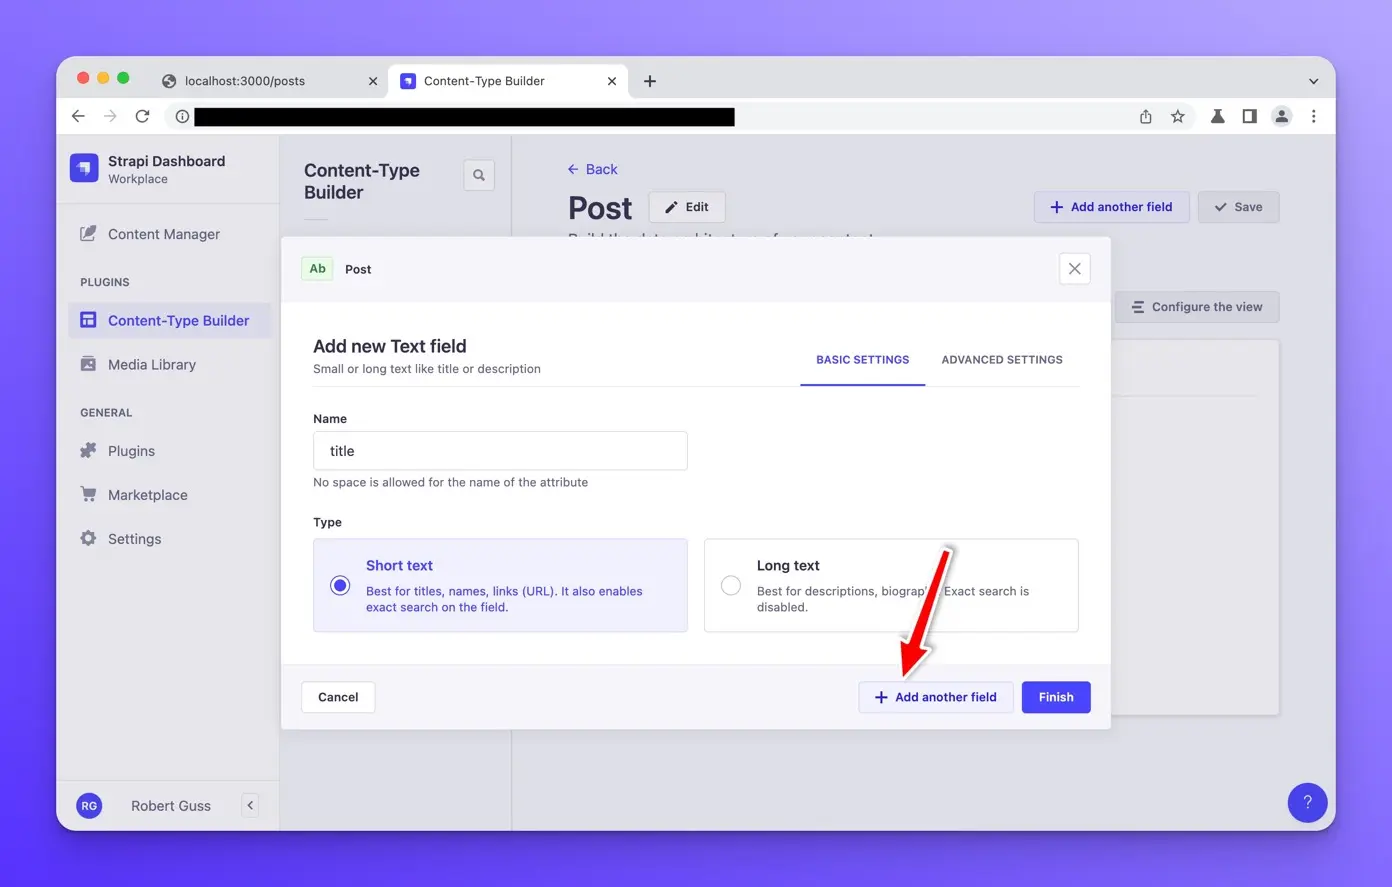 localhost:3000/posts
Content-Type Builder
Strapi Dashboard
Workplace
Content Manager
PLUGINS
Content-Type Builder
Media Library
GENERAL
Plugins
Marketplace
Settings
RG
Robert Guss
Content-Type
Builder
Back
Post
Edit
Add another field
Save
Configure the view
Ab
Post
Add new Text field
Small or long text like title or description
BASIC SETTINGS
ADVANCED SETTINGS
Name
title
No space is allowed for the name of the attribute
Type
Short text
Best for titles, names, links (URL). It also enables
exact search on the field.
Long text
Best for descriptions, Exact search is
disabled.
Cancel
Add another field
Finish
?